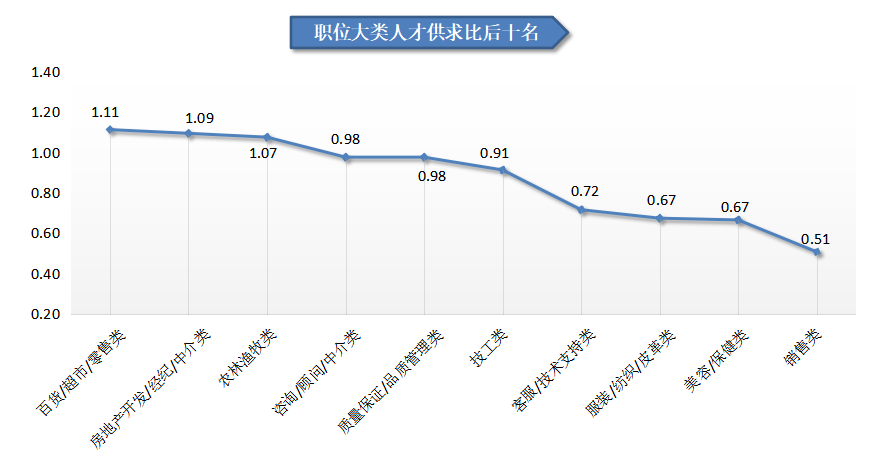 职位大类人才供求比后十名
1.40
1.20
1.00
0.80
0.60
0.40
0.20
1.11
1.09
1.07
0.98
0.98
0.91
0.72
0.67
0.67
0.51
百货/超市/零售类
房地产开发/经纪/中介类
农林渔牧类
咨询/顾问/中介类
质量保证/品质管理类
技工类
客服/技术支持类
服装/纺织/皮革类
美容/保健类
销售类